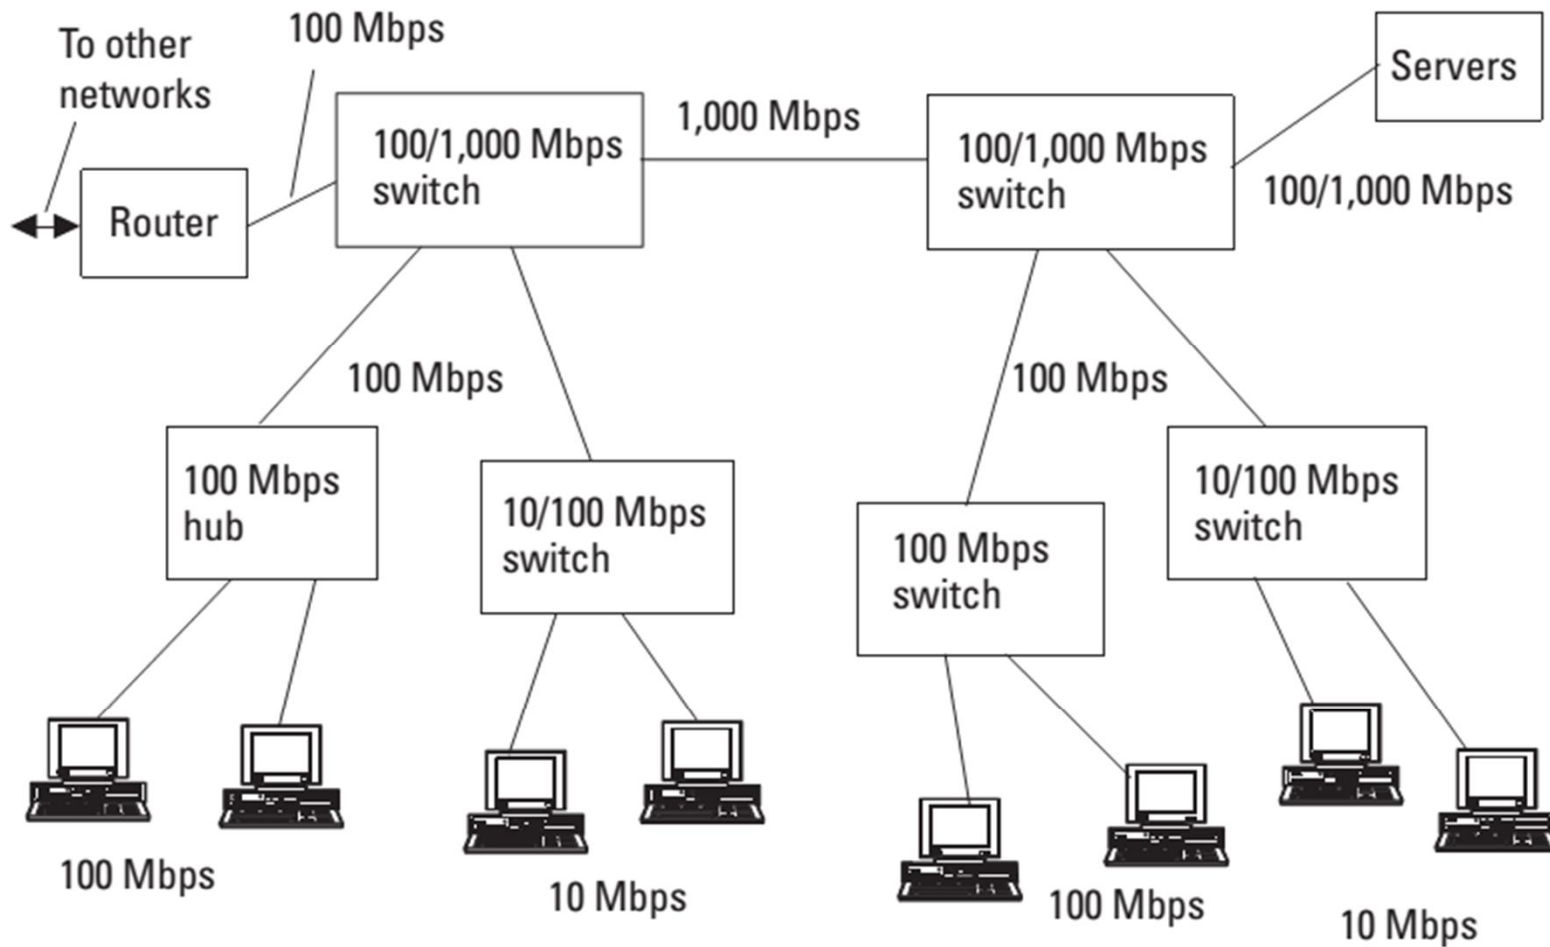 To other
networks
100 Mbps
Servers
1,000 Mbps
100/1,000 Mbps
switch
100/1,000 Mbps
switch
100/1,000 Mbps
Router
100 Mbps
100 Mbps
100 Mbps
hub
10/100 Mbps
switch
100 Mbps
switch
10/100 Mbps
switch
100 Mbps
10 Mbps
100 Mbps
10 Mbps